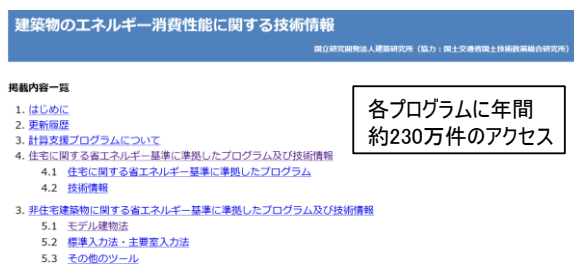 建築物のエネルギー消費性能に関する技術情報
国立研究開発法人建築研究所（協力：国土交通省国土技術政策総合研究所）
掲載内容一覧
1. はじめに
2. 更新履歴
3. 計算支援プログラムについて
4. 住宅に関する省エネルギー基準に準拠したプログラム及び技術情報
4.1 住宅に関する省エネルギー基準に準拠したプログラム
4.2 技術情報
3. 非住宅建築物に関する省エネルギー基準に準拠したプログラム及び技術情報
5.1 モデル建物法
5.2 標準入力法・主要室入力法
5.3 その他のツール
各プログラムに年間
約230万件のアクセス